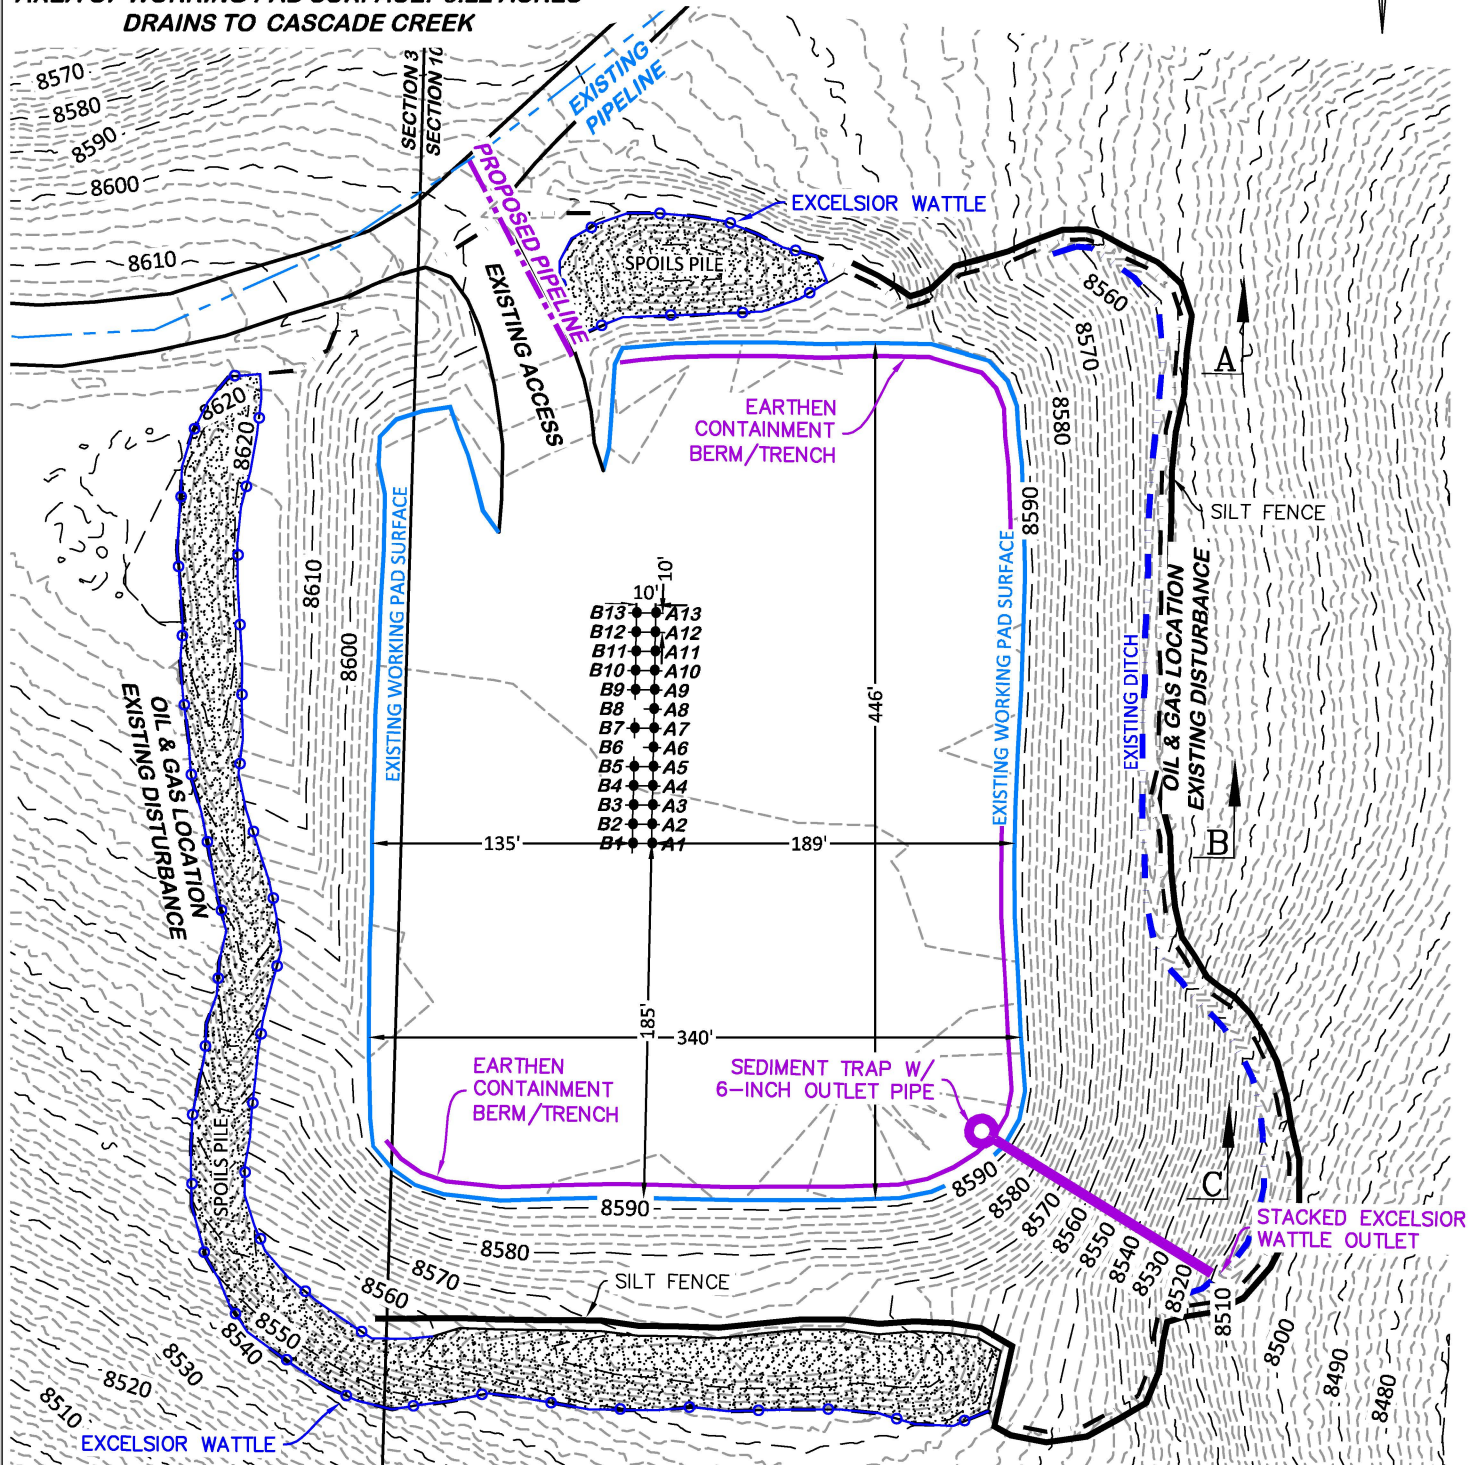 DRAINS TO CASCADE CREEK
SECTION 3
SECTION 10
EXISTING
PIPELINE
PROPOSED PIPELINE
EXCELSIOR WATTLE
SPOILS PILE
EXISTING ACCESS
8570
8580
8590
8600
8610
8560
8570
8580
8590
A
EARTHEN
CONTAINMENT
BERM/TRENCH
SILT FENCE
8620
8620
8610
8600
EXISTING WORKING PAD SURFACE
EXISTING WORKING PAD SURFACE
EXISTING DITCH
OIL & GAS LOCATION
EXISTING DISTURBANCE
OIL & GAS LOCATION
EXISTING DISTURBANCE
10'
10'
B13 A13
B12 A12
B11 A11
B10 A10
B9 A9
B8 A8
B7 A7
B6 A6
B5 A5
B4 A4
B3 A3
B2 A2
B1 A1
446'
135'
189'
B
185'
340'
EARTHEN
CONTAINMENT
BERM/TRENCH
SEDIMENT TRAP W/
6-INCH OUTLET PIPE
C
SPOILS PILE
STACKED EXCELSIOR
WATTLE OUTLET
8590
8580
8570
8560
8590
8580
8570
8560
8550
8540
8530
8520
8510
8500
8490
8480
SILT FENCE
8550
8540
8530
8520
8510
EXCELSIOR WATTLE